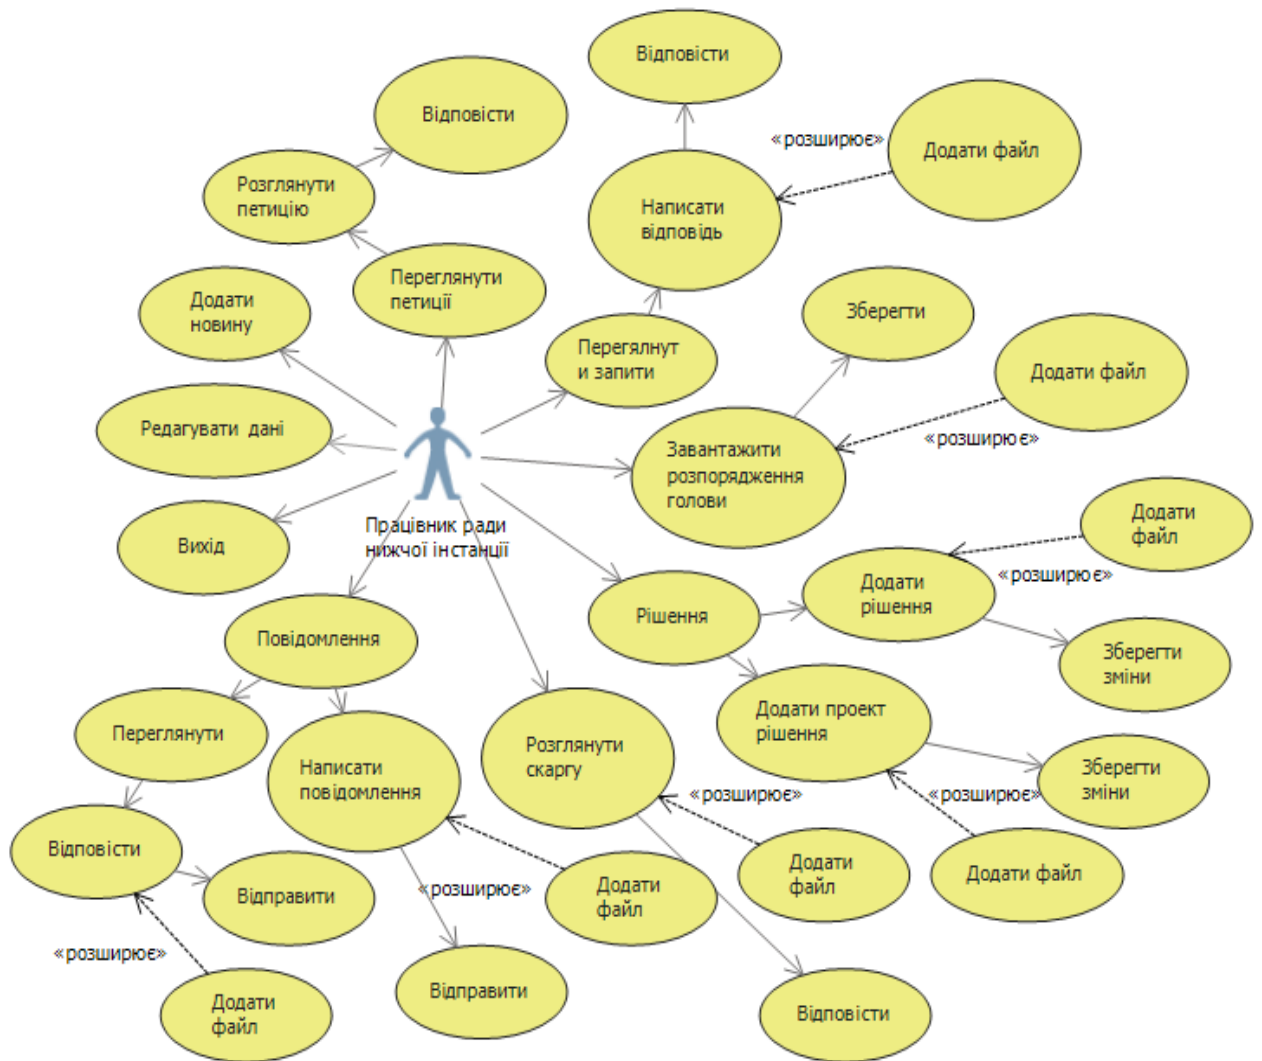 Відповісти
Відповісти
«розширює»
Додати файл
Розглянути
петицію
Написати
відповідь
Переглянути
петиції
Додати
новину
Зберегти
Перегялнут
и запити
Додати файл
Редагувати дані
«розширює»
Завантажити
розпорядження
голови
Працівник ради
нижчої інстанції
Вихід
Додати
файл
«розширює»
Додати
рішення
Рішення
Повідомлення
Зберегти
зміни
Додати проект
рішення
Переглянути
Розглянути
скаргу
Написати
повідомлення
Зберегти
зміни
«розширює»
«розширює»
Відповісти
Додати
файл
Додати файл
Відправити
«розширює»
Додати
файл
«розширює»
Відправити
Додати
файл
Відповісти